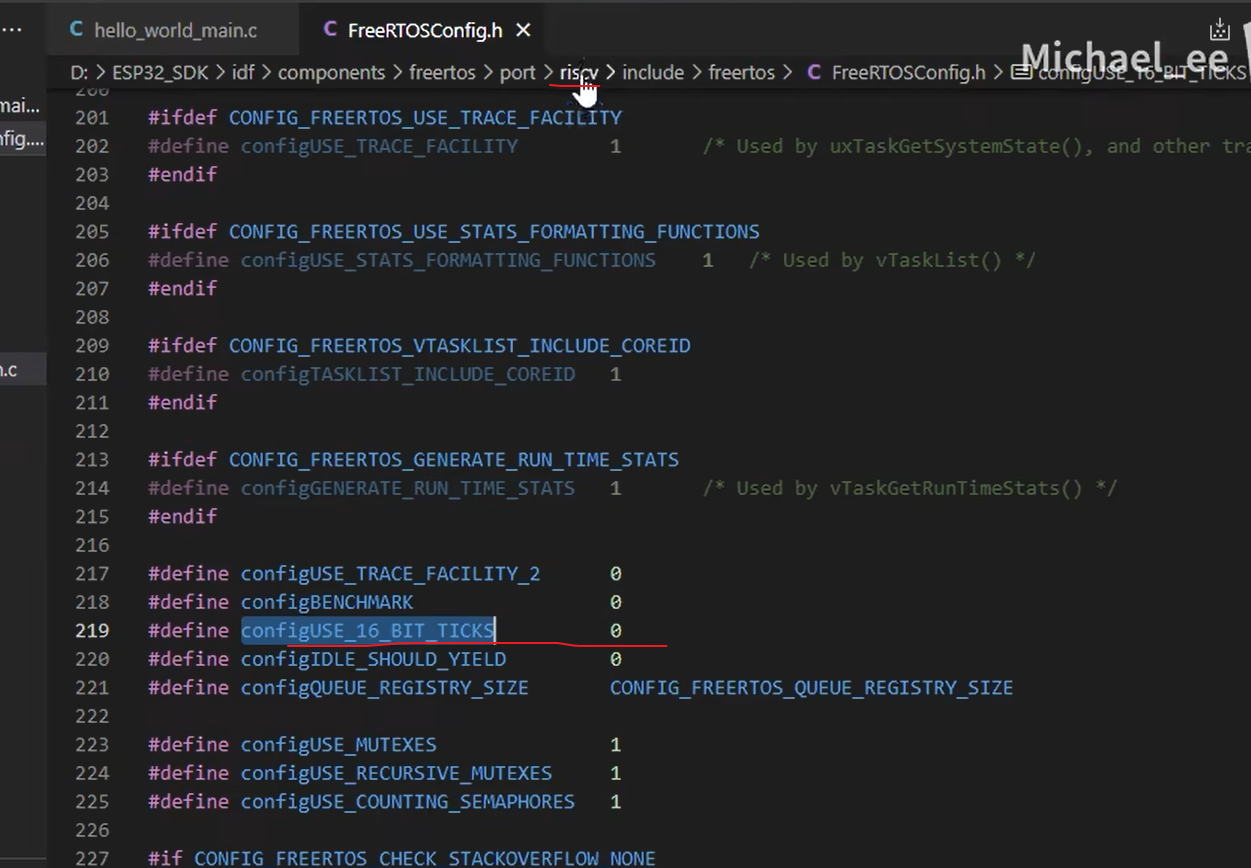 hello_world_main.c
FreeRTOSConfig.h
Michael_ee
D: > ESP32_SDK > idf > components > freertos > port > riscv > include > freertos > C FreeRTOSConfig.h > configUSE_16_BIT_TICKS
mai...
nfig....
n.c
200
201 #ifdef CONFIG_FREERTOS_USE_TRACE_FACILITY
202 #define configUSE_TRACE_FACILITY 1 /* Used by uxTaskGetSystemState(), and other tra
203 #endif
204
205 #ifdef CONFIG_FREERTOS_USE_STATS_FORMATTING_FUNCTIONS
206 #define configUSE_STATS_FORMATTING_FUNCTIONS 1 /* Used by vTaskList() */
207 #endif
208
209 #ifdef CONFIG_FREERTOS_VTASKLIST_INCLUDE_COREID
210 #define configTASKLIST_INCLUDE_COREID 1
211 #endif
212
213 #ifdef CONFIG_FREERTOS_GENERATE_RUN_TIME_STATS
214 #define configGENERATE_RUN_TIME_STATS 1 /* Used by vTaskGetRunTimeStats() */
215 #endif
216
217 #define configUSE_TRACE_FACILITY_2 0
218 #define configBENCHMARK 0
219 #define configUSE_16_BIT_TICKS 0
220 #define configIDLE_SHOULD_YIELD 0
221 #define configQUEUE_REGISTRY_SIZE CONFIG_FREERTOS_QUEUE_REGISTRY_SIZE
222
223 #define configUSE_MUTEXES 1
224 #define configUSE_RECURSIVE_MUTEXES 1
225 #define configUSE_COUNTING_SEMAPHORES 1
226
227 #if CONFIG_FREERTOS_CHECK_STACKOVERFLOW_NONE